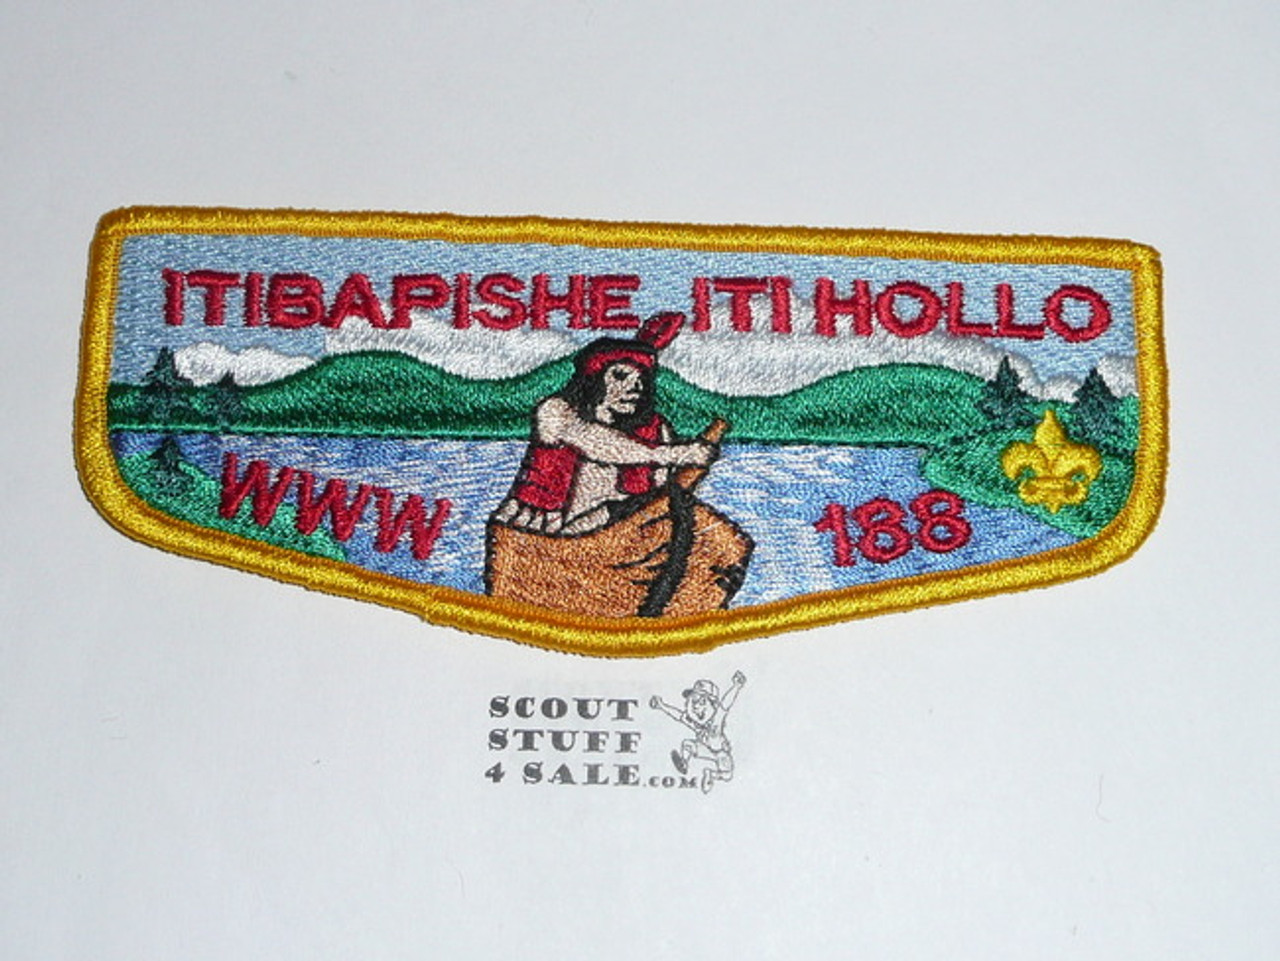 ITIBAPISHE ITI HOLLO
WWW 188
SCOUT
STUFF
4 SALE.COM